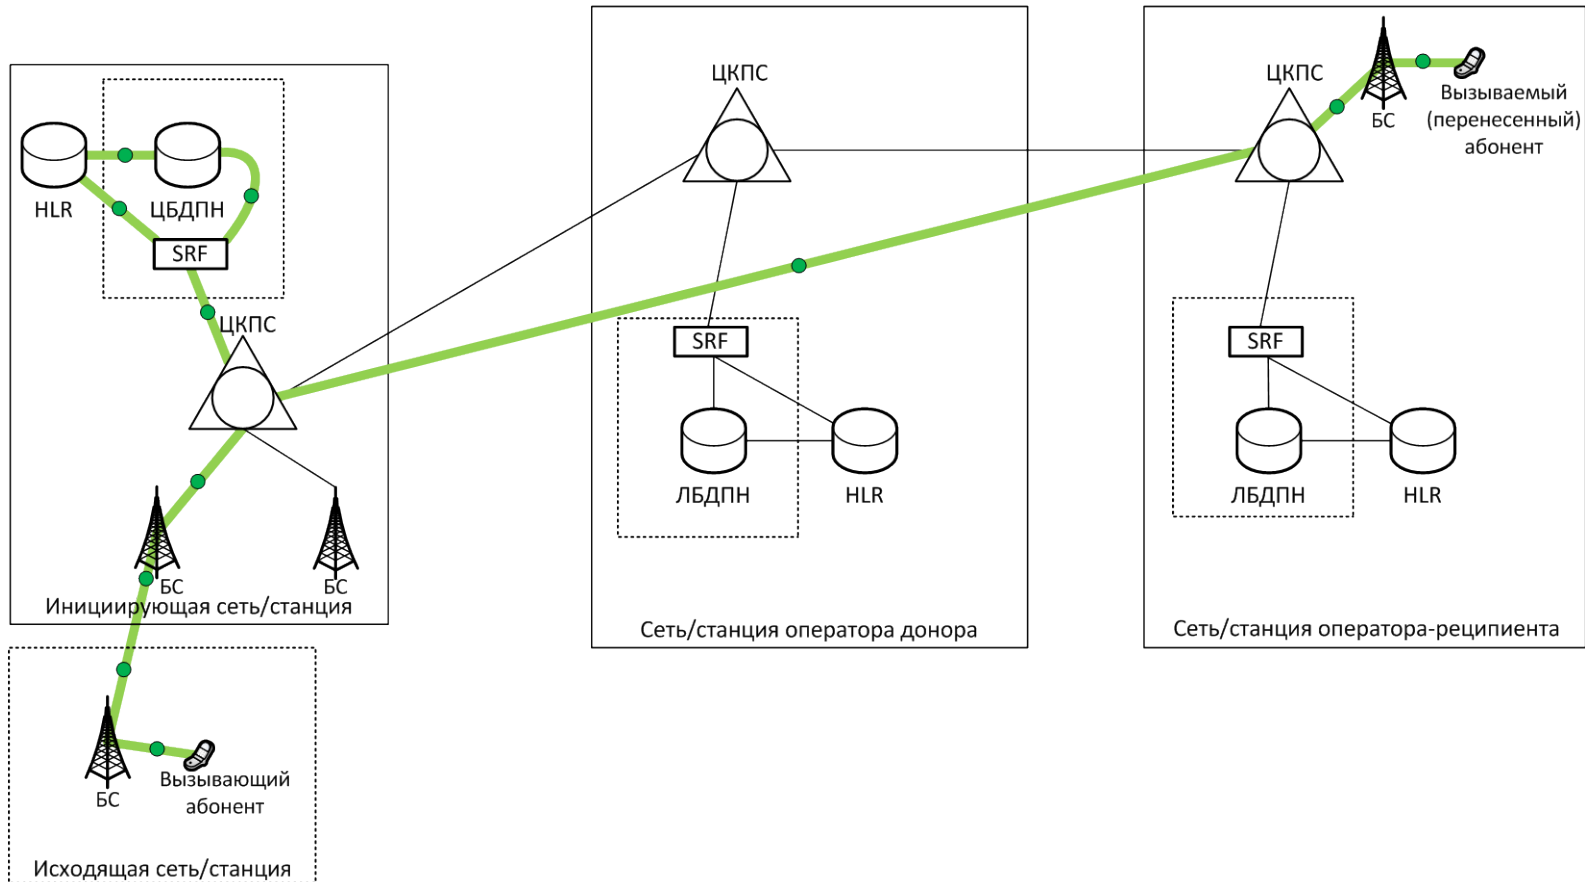 HLR
ЦБДПН
SRF
ЦКПС
БС
БС
Инициирующая сеть/станция
БС
Вызывающий
абонент
Исходящая сеть/станция
ЦКПС
SRF
ЛБДПН
HLR
Сеть/станция оператора донора
ЦКПС
БС
Вызываемый
(перенесенный)
абонент
SRF
ЛБДПН
HLR
Сеть/станция оператора-реципиента